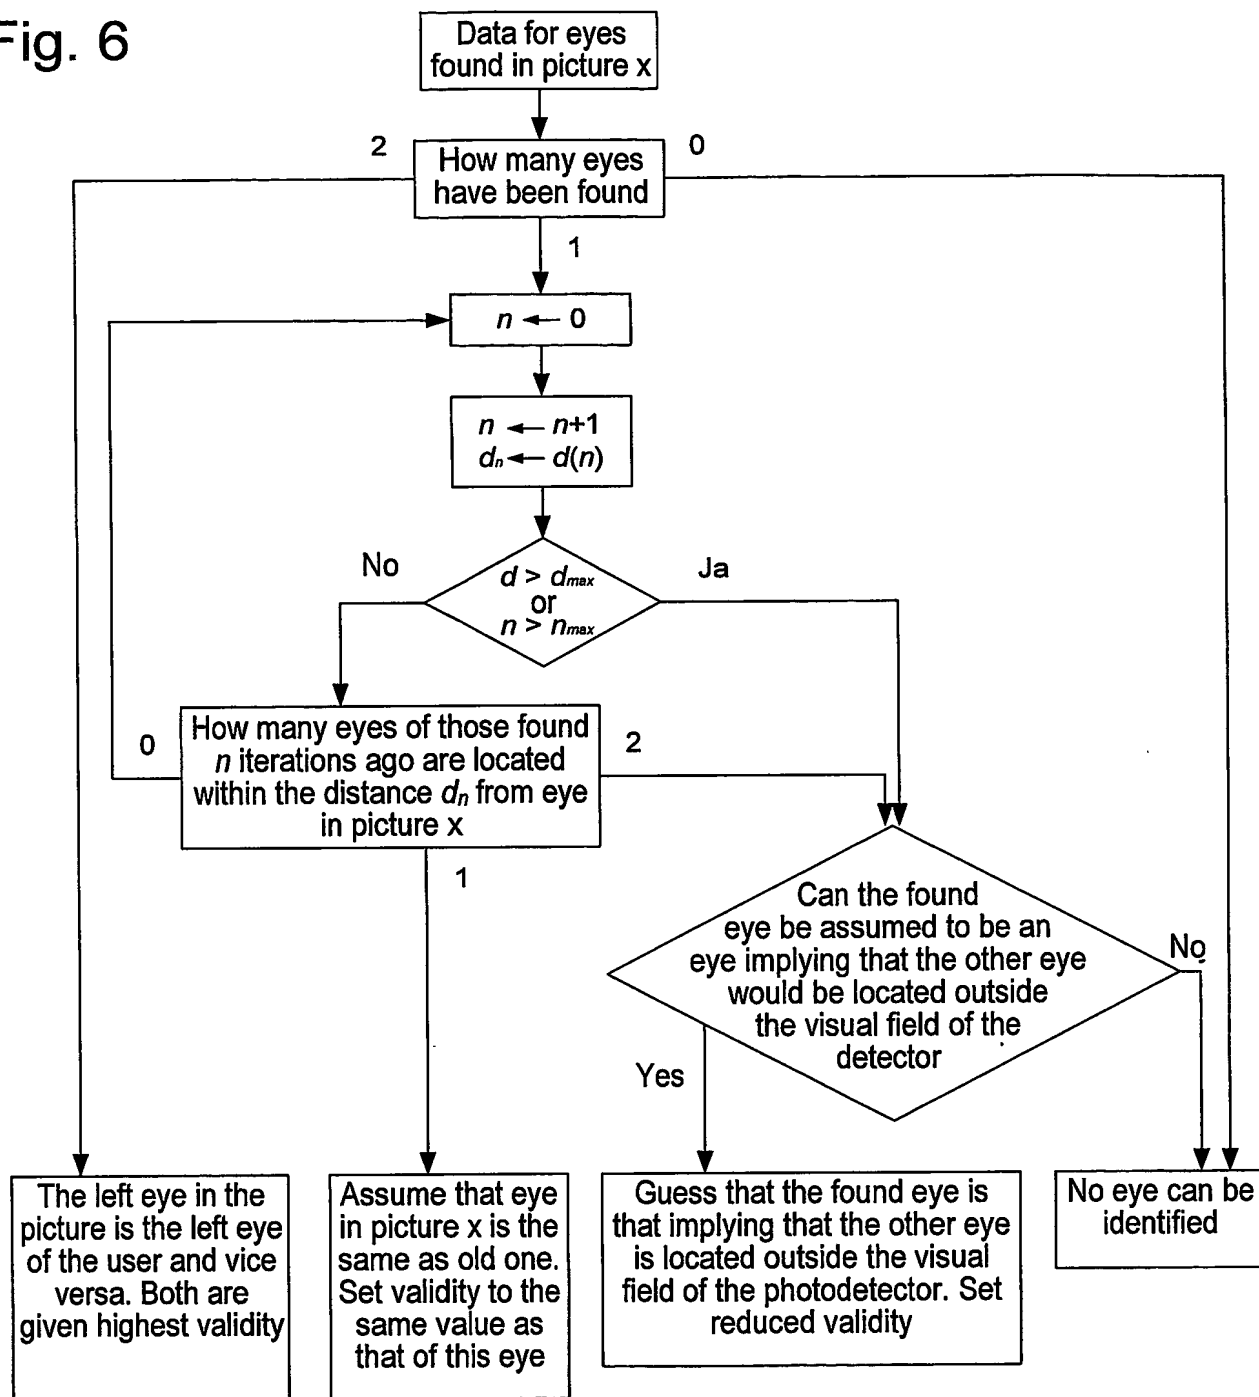 Fig. 6
Data for eyes
found in picture x
2
0
How many eyes
have been found
1
n ← 0
n ← n+1
dn ← d(n)
No
Ja
d > dmax
or
n > nmax
How many eyes of those found
n iterations ago are located
within the distance dn from eye
in picture x
0
2
1
Can the found
eye be assumed to be an
eye implying that the other eye
would be located outside
the visual field of the
detector
No
Yes
The left eye in the
picture is the left eye
of the user and vice
versa. Both are
given highest validity
Assume that eye
in picture x is the
same as old one.
Set validity to the
same value as
that of this eye
Guess that the found eye is
that implying that the other eye
is located outside the visual
field of the photodetector. Set
reduced validity
No eye can be
identified